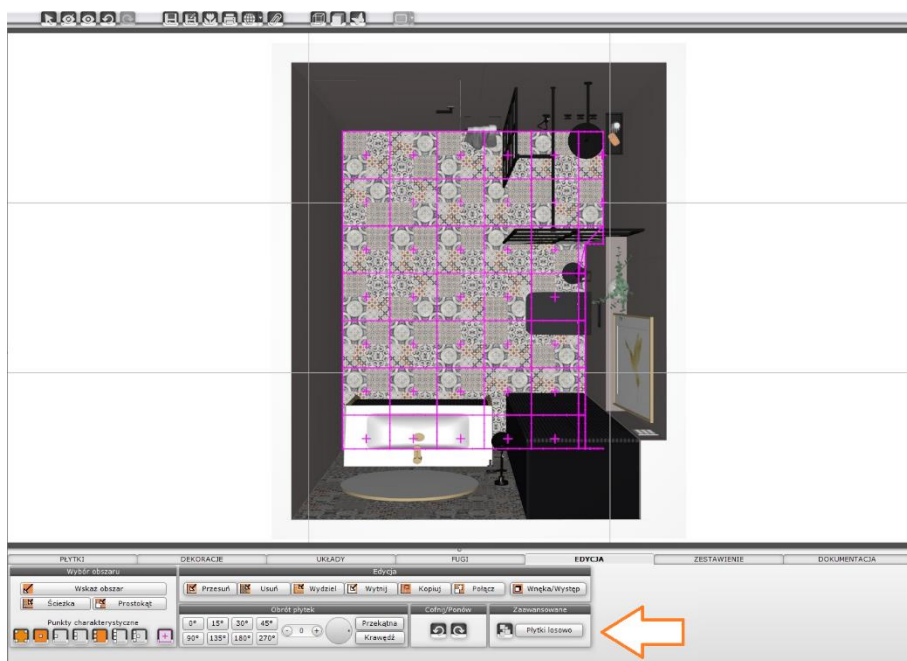 PŁYTKI DEKORACJE UKŁADY FUGI EDYCJA ZESTAWIENIE DOKUMENTACJA
Wybór obszaru Edycja
Wskaż obszar Przesuń Usuń Wydziel Wytnij Kopiuj Połącz Wnęka/Występ
Ścieżka Prostokąt Obrót płytek Cofnij/Ponów Zaawansowane
Punkty charakterystyczne 0° 15° 30° 45° - 0 + Przekątna Płytki losowo
90° 135° 180° 270° Krawędź